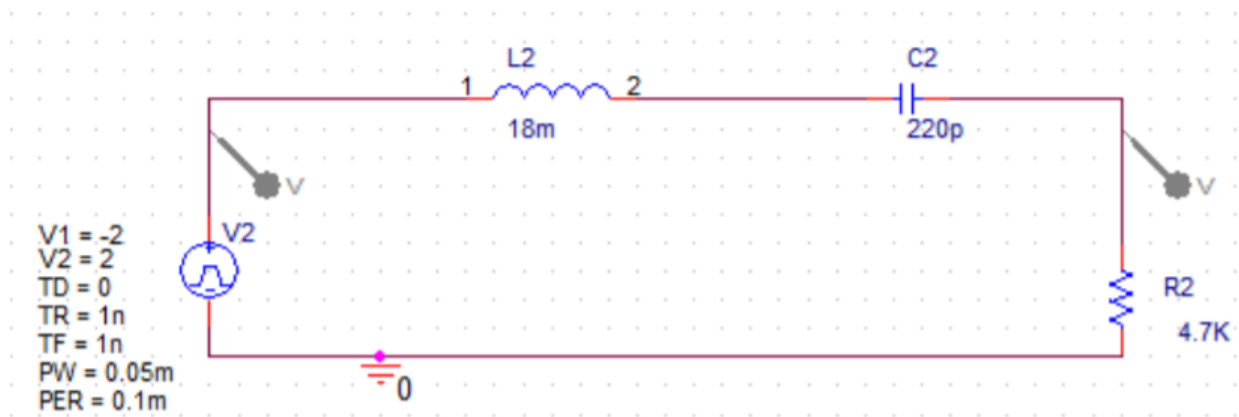 L2
C2
1
2
18m
220p
V
V
V1 = -2
V2 = 2
TD = 0
TR = 1n
TF = 1n
PW = 0.05m
PER = 0.1m
V2
R2
4.7K
0